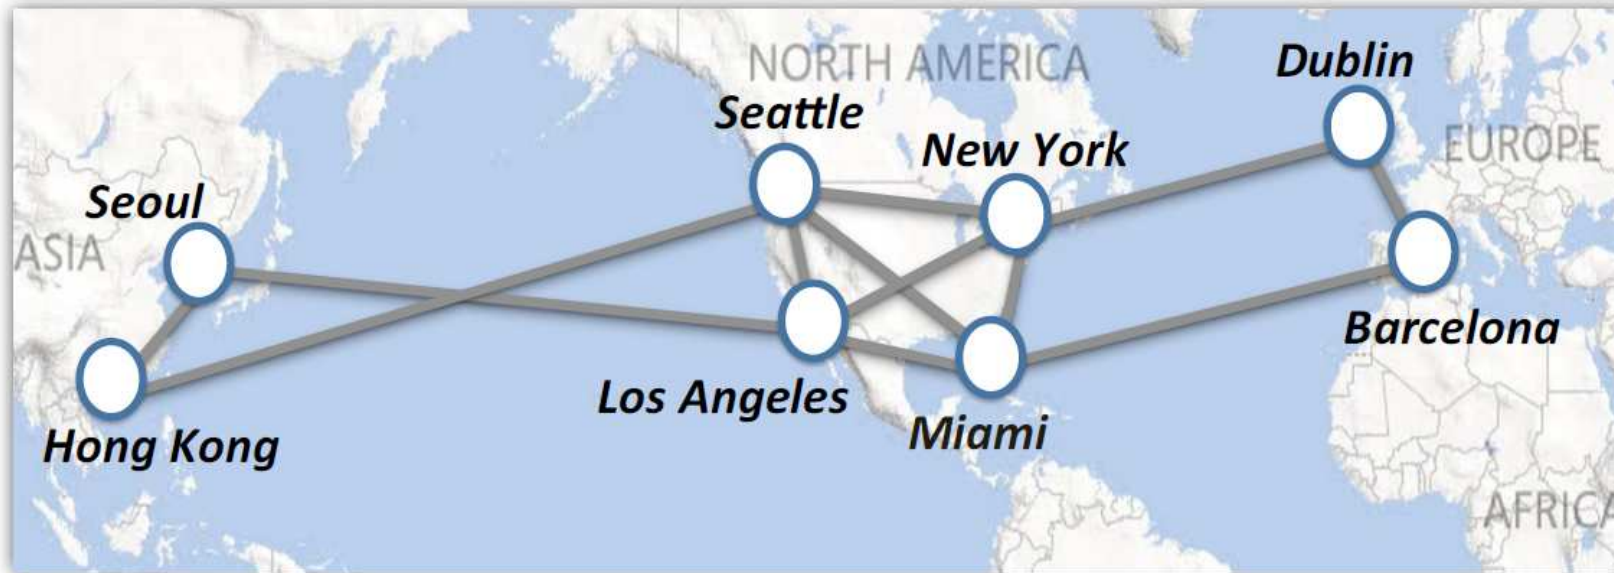 NORTH AMERICA
Dublin
Seattle
New York
EUROPE
Seoul
ASIA
Barcelona
Los Angeles
Miami
Hong Kong
AFRICA